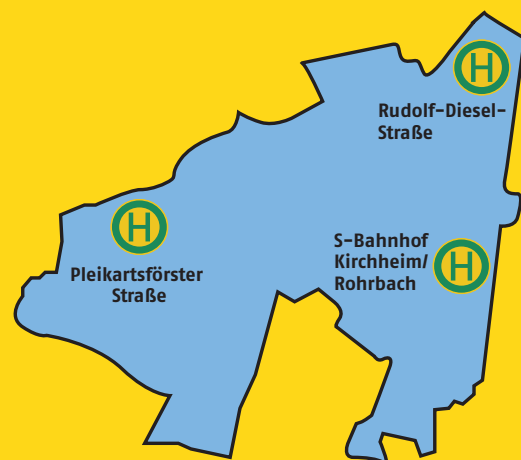 H
Rudolf-Diesel-
Straße
H
Pleikartsförster
Straße
S-Bahnhof
Kirchheim/
Rohrbach
H